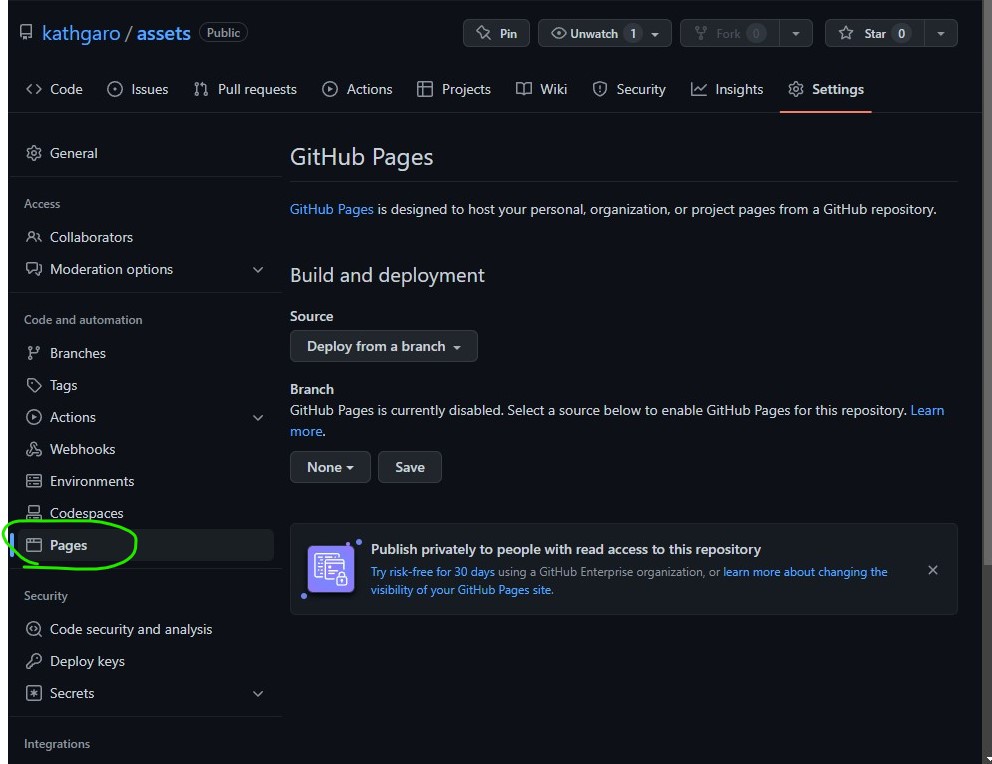 kathgaro / assets Public Pin Unwatch 1 Fork 0 Star 0
Code Issues Pull requests Actions Projects Wiki Security Insights Settings
General
Access
Collaborators
Moderation options
Code and automation
Branches
Tags
Actions
Webhooks
Environments
Codespaces
Pages
Security
Code security and analysis
Deploy keys
Secrets
Integrations
GitHub Pages
GitHub Pages is designed to host your personal, organization, or project pages from a GitHub repository.
Build and deployment
Source
Deploy from a branch
Branch
GitHub Pages is currently disabled. Select a source below to enable GitHub Pages for this repository. Learn
more.
None Save
Publish privately to people with read access to this repository
Try risk-free for 30 days using a GitHub Enterprise organization, or learn more about changing the
visibility of your GitHub Pages site.